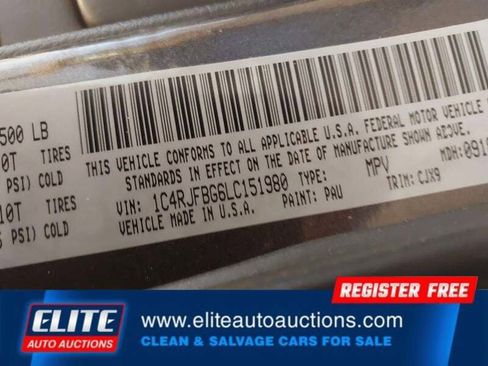 500 LB
0T TIRES
PSI) COLD
10T TIRES
PSI) COLD
THIS VEHICLE CONFORMS TO ALL APPLICABLE U.S.A. FEDERAL MOTOR VEHICLE
STANDARDS IN EFFECT ON THE DATE OF MANUFACTURE SHOWN ABOVE.
VIN: 1C4RJFBG6LC151980 TYPE: MPV MDH: 091
VEHICLE MADE IN U.S.A. PAINT: PAU TRIM: CJX9
ELITE
AUTO AUCTIONS
REGISTER FREE
www.eliteautoauctions.com
CLEAN & SALVAGE CARS FOR SALE